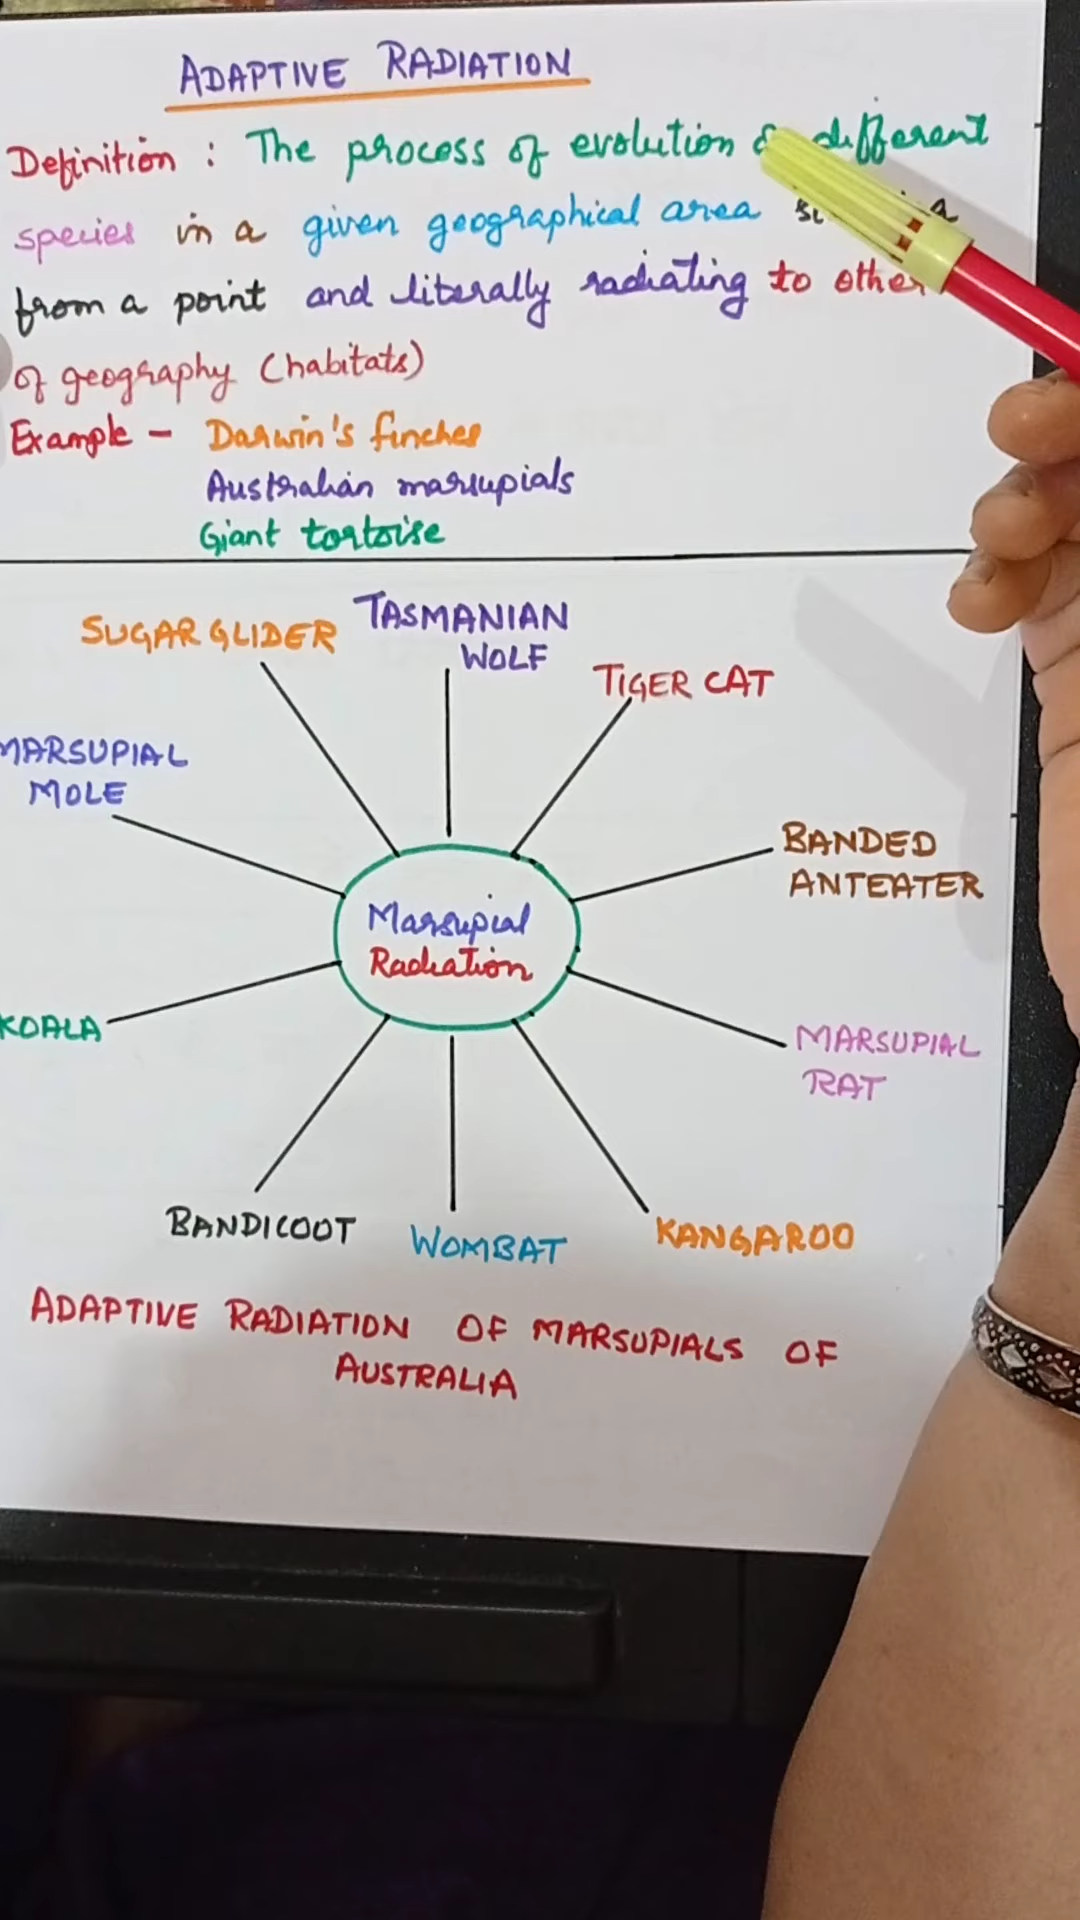 ADAPTIVE RADIATION
Definition : The process of evolution different
species in a given geographical area
from a point and literally radiating to other
of geography (habitats)
Example - Darwin's finches
Australian marsupials
Giant tortoise
SUGAR GLIDER
TASMANIAN
WOLF
TIGER CAT
MARSUPIAL
MOLE
BANDED
ANTEATER
Marsupial
Radiation
KOALA
MARSUPIAL
RAT
BANDICOOT
WOMBAT
KANGAROO
ADAPTIVE RADIATION OF MARSUPIALS OF
AUSTRALIA